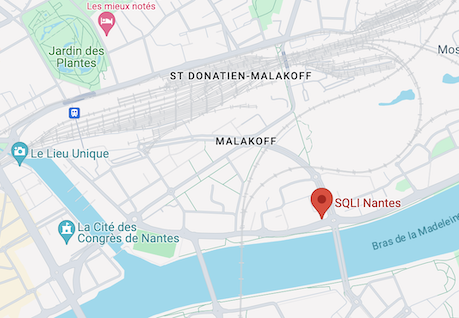 Les mieux notés
Jardin des
Plantes
ST DONATIEN-MALAKOFF
MALAKOFF
Le Lieu Unique
SQLI Nantes
La Cité des
Congrès de Nantes
Bras de la Madeleine